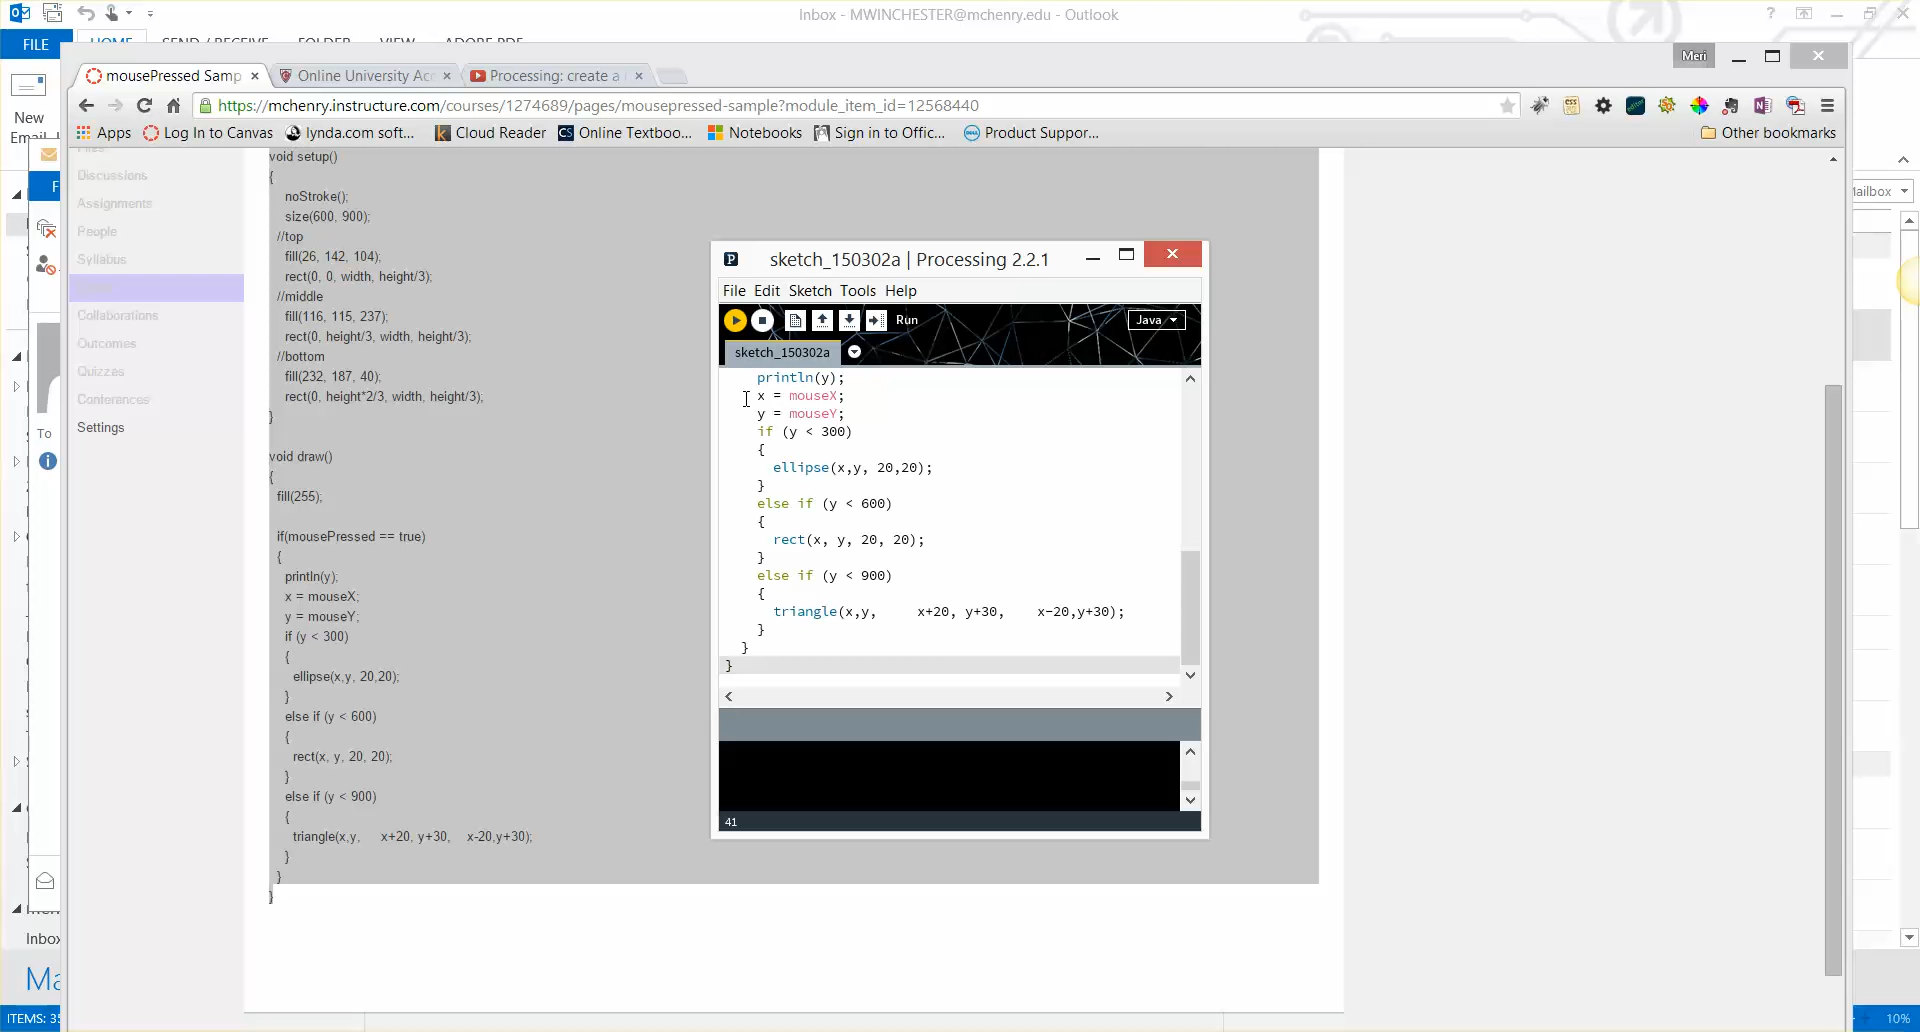 Inbox - MWINCHESTER@mchenry.edu - Outlook
FILE
HOME
SEND / RECEIVE
FOLDER
VIEW
ADOBE PDF
Meri
mousePressed Samp
Online University Acc
Processing: create a
https://mchenry.instructure.com/courses/1274689/pages/mousepressed-sample?module_item_id=12568440
New
Email
Apps
Log In to Canvas
lynda.com soft...
Cloud Reader
CS
Online Textboo...
Notebooks
Sign in to Offic...
Product Suppor...
Other bookmarks
Files
Discussions
Assignments
People
Syllabus
Collaborations
Outcomes
Quizzes
Conferences
Settings
void setup()
{
noStroke();
size(600, 900);
//top
fill(26, 142, 104);
rect(0, 0, width, height/3);
//middle
fill(116, 115, 237);
rect(0, height/3, width, height/3);
//bottom
fill(232, 187, 40);
rect(0, height*2/3, width, height/3);
}
void draw()
{
fill(255);
if(mousePressed == true)
{
println(y);
x = mouseX;
y = mouseY;
if (y < 300)
{
ellipse(x,y, 20,20);
}
else if (y < 600)
{
rect(x, y, 20, 20);
}
else if (y < 900)
{
triangle(x,y, x+20, y+30, x-20,y+30);
}
}
}
sketch_150302a | Processing 2.2.1
File Edit Sketch Tools Help
Run
Java
sketch_150302a
println(y);
x = mouseX;
y = mouseY;
if (y < 300)
{
ellipse(x,y, 20,20);
}
else if (y < 600)
{
rect(x, y, 20, 20);
}
else if (y < 900)
{
triangle(x,y, x+20, y+30, x-20,y+30);
}
}
}
41
To
Inbox
ailbox
ITEMS: 35
10%